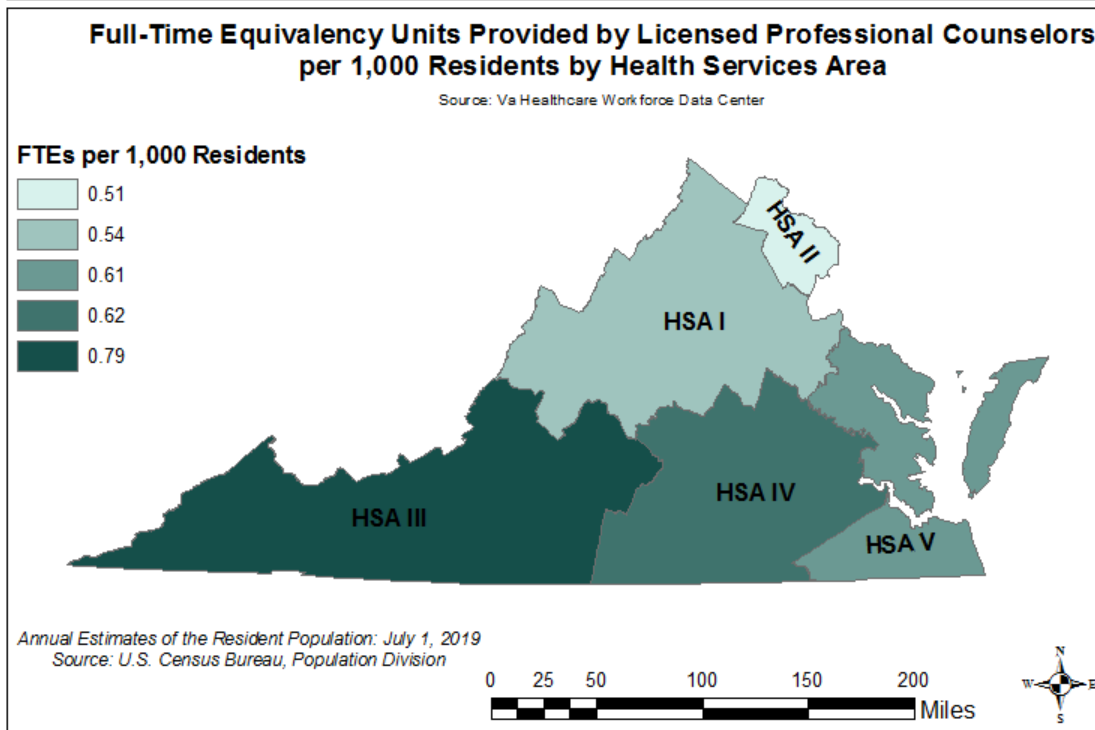 Full-Time Equivalency Units Provided by Licensed Professional Counselors
per 1,000 Residents by Health Services Area
Source: Va Healthcare Workforce Data Center
FTEs per 1,000 Residents
0.51
0.54
0.61
0.62
0.79
HSA II
HSA I
HSA IV
HSA III
HSA V
Annual Estimates of the Resident Population: July 1, 2019
Source: U.S. Census Bureau, Population Division
0 25 50 100 150 200
Miles
N
W E
S